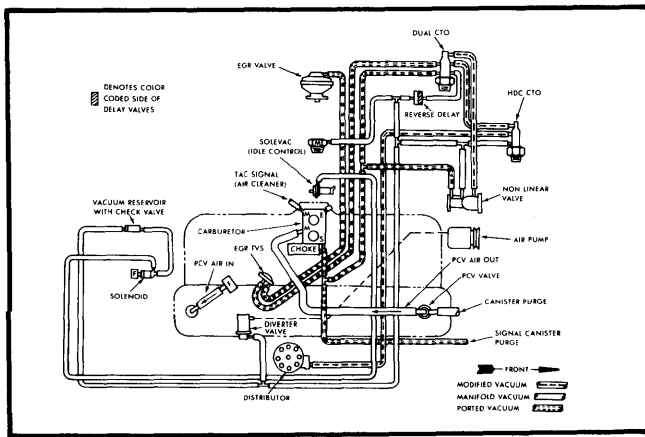 DUAL CTO
EGR VALVE
DENOTES COLOR
CODED SIDE OF
DELAY VALVES
HDC CTO
REVERSE DELAY
SOLEVAC
(IDLE CONTROL)
TAC SIGNAL
(AIR CLEANER)
NON LINEAR
VALVE
VACUUM RESERVOIR
WITH CHECK VALVE
CARBURETOR
M
E
M
S
CHOKE
AIR PUMP
EGR TVS
PCV AIR IN
PCV AIR OUT
PCV VALVE
F
SOLENOID
CANISTER PURGE
DIVERTER
VALVE
SIGNAL CANISTER
PURGE
FRONT
MODIFIED VACUUM
MANIFOLD VACUUM
PORTED VACUUM
DISTRIBUTOR